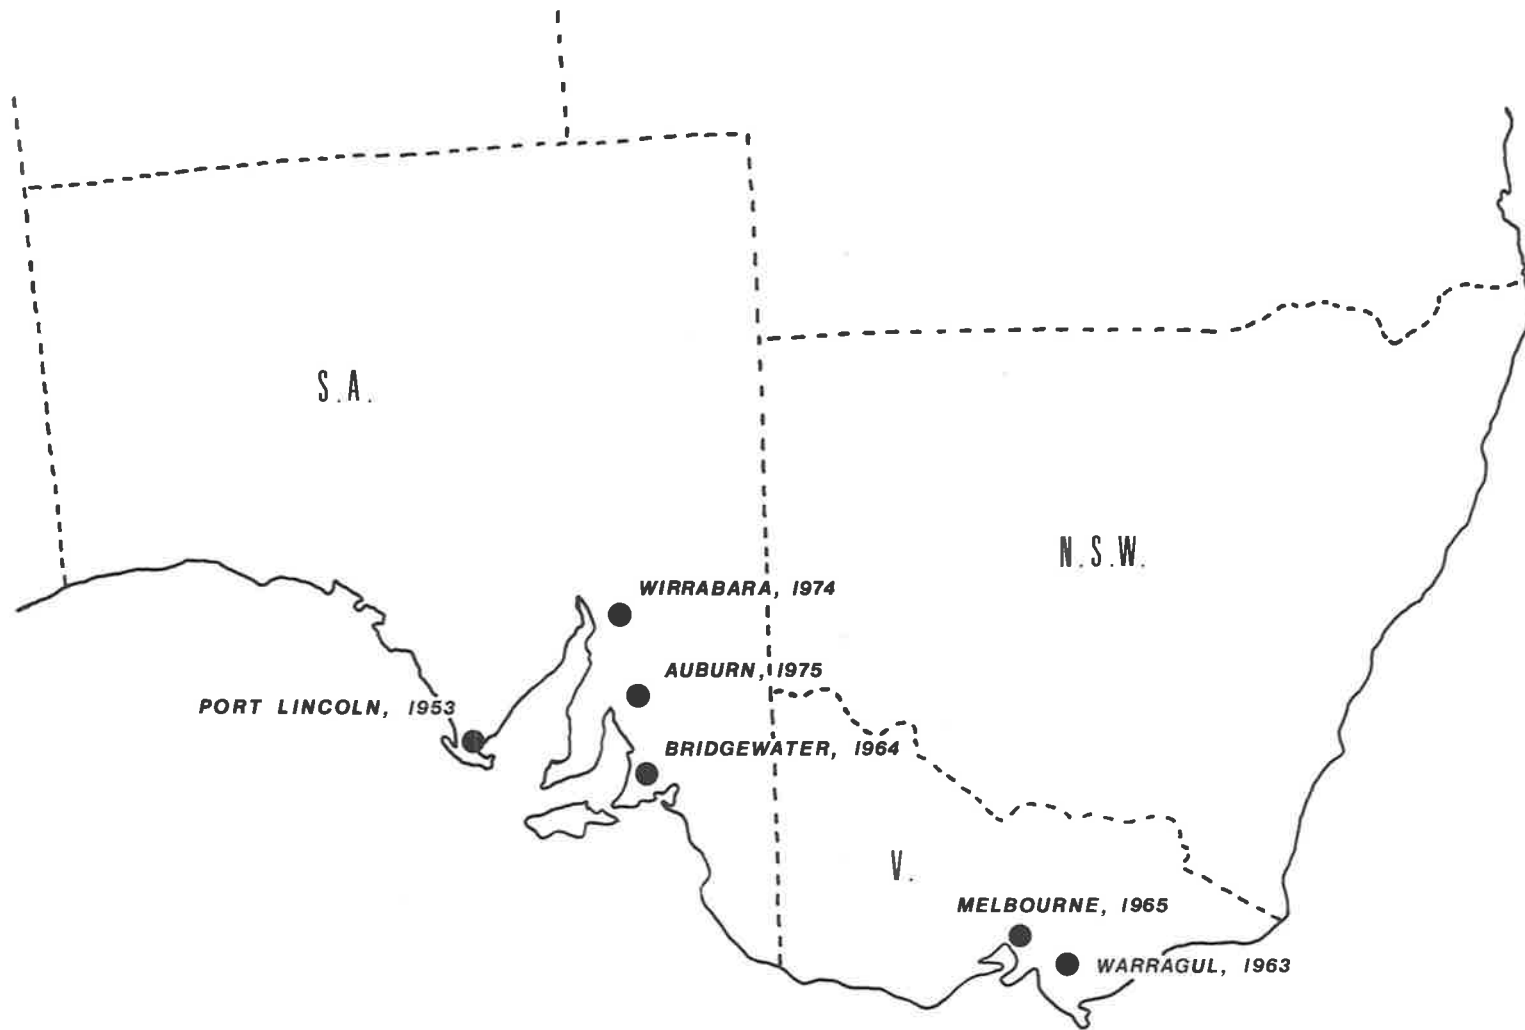 S.A.
N.S.W.
WIRRABARA, 1974
AUBURN, 1975
PORT LINCOLN, 1953
BRIDGEWATER, 1964
V.
MELBOURNE, 1965
WARRAGUL, 1963